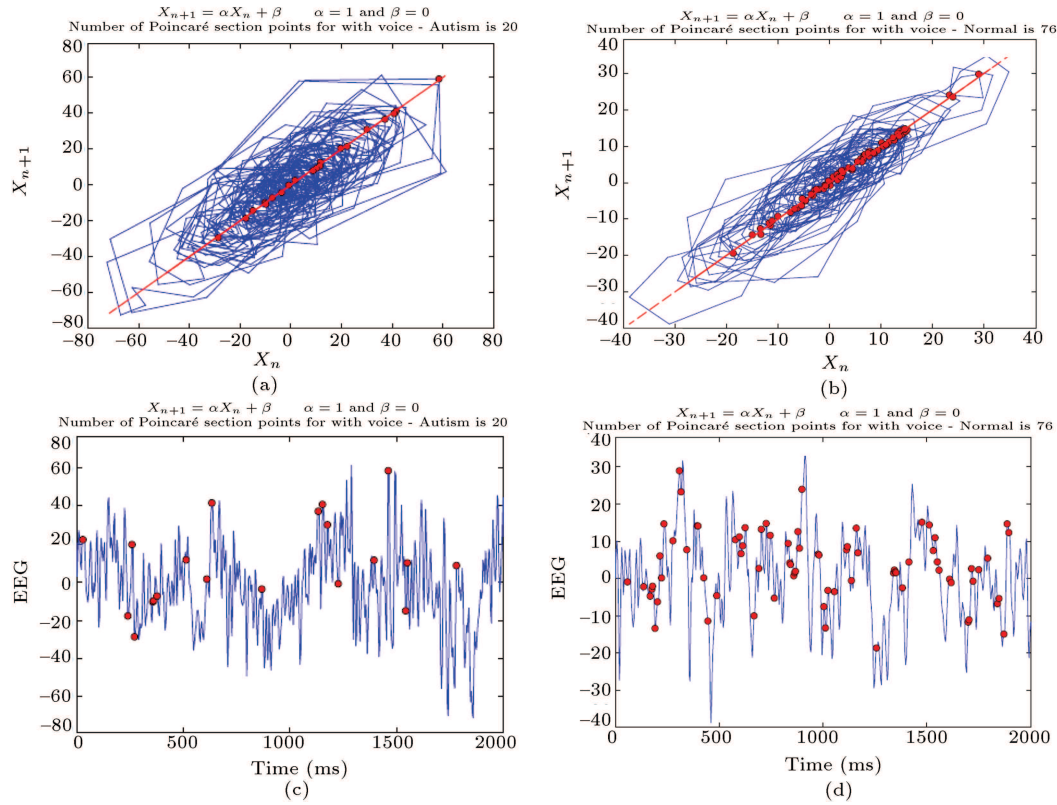 X_{n+1} = αX_n + β α = 1 and β = 0
Number of Poincaré section points for with voice - Autism is 20
80
60
40
20
0
−20
−40
−60
−80
X_{n+1}
−80 −60 −40 −20 0 20 40 60 80
X_n
(a)
X_{n+1} = αX_n + β α = 1 and β = 0
Number of Poincaré section points for with voice - Normal is 76
40
30
20
10
0
−10
−20
−30
−40
X_{n+1}
−40 −30 −20 −10 0 10 20 30 40
X_n
(b)
X_{n+1} = αX_n + β α = 1 and β = 0
Number of Poincaré section points for with voice - Autism is 20
80
60
40
20
0
−20
−40
−60
−80
EEG
0 500 1000 1500 2000
Time (ms)
(c)
X_{n+1} = αX_n + β α = 1 and β = 0
Number of Poincaré section points for with voice - Normal is 76
40
30
20
10
0
−10
−20
−30
−40
EEG
0 500 1000 1500 2000
Time (ms)
(d)